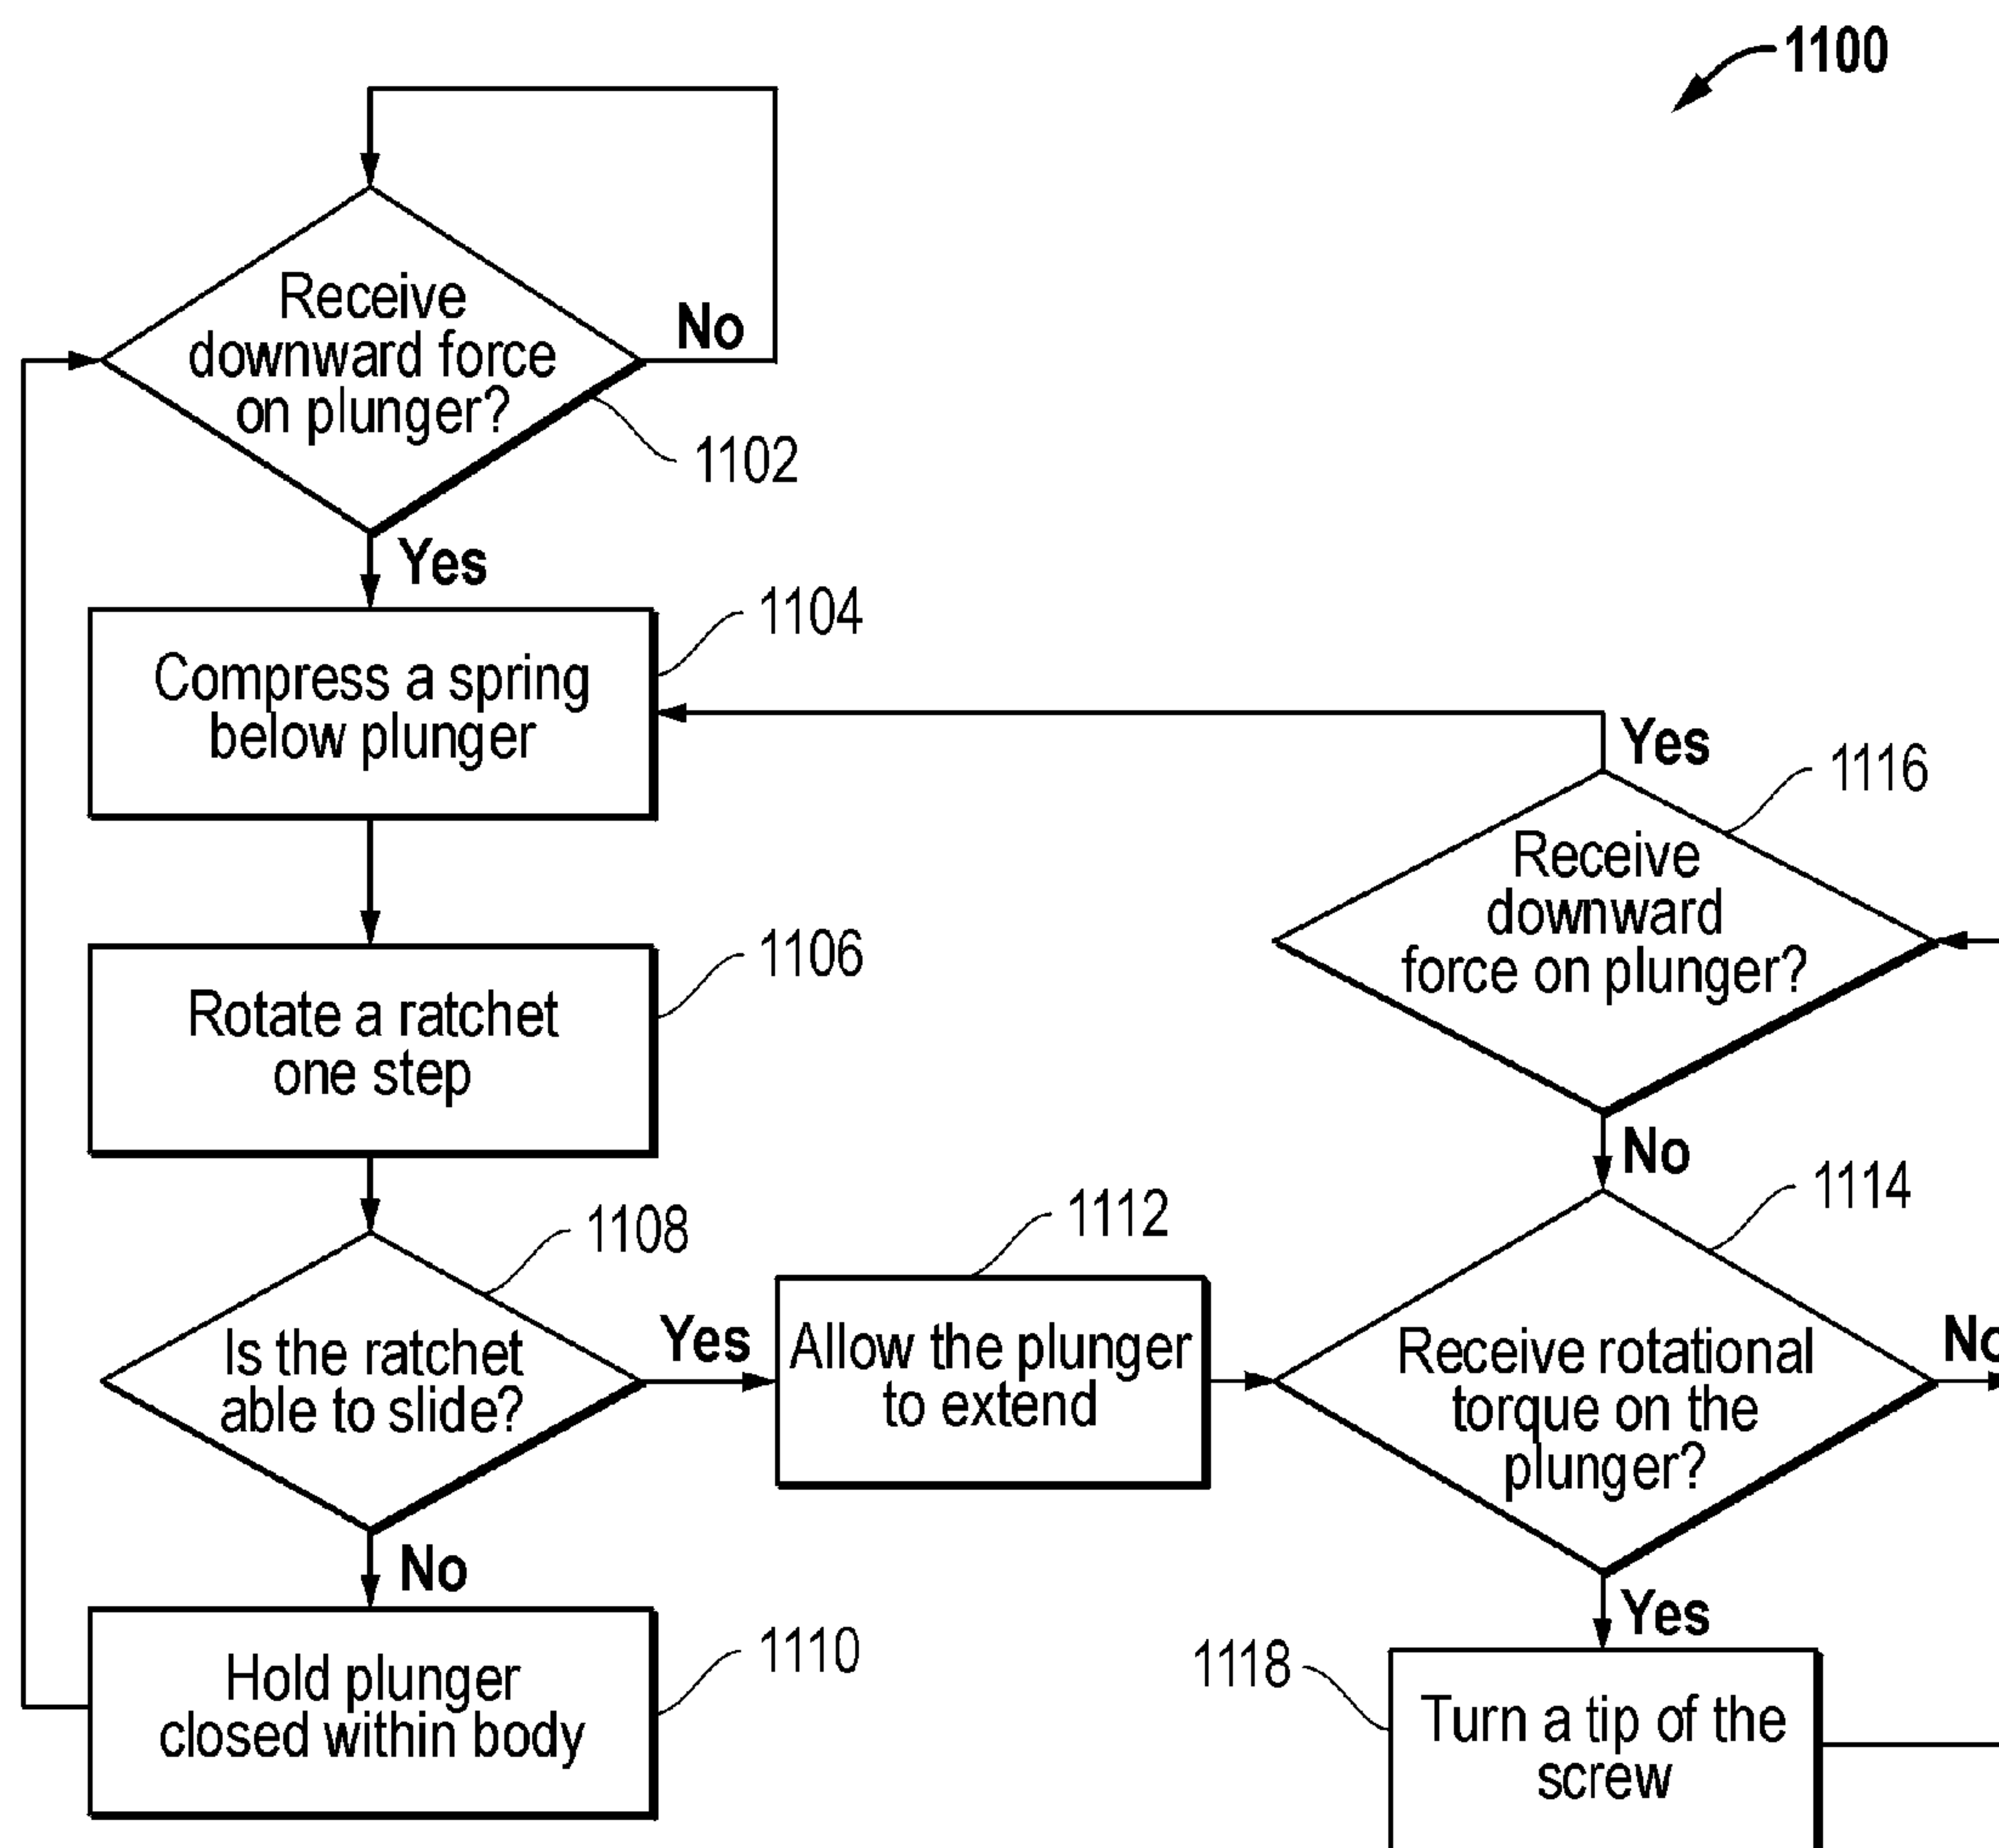 1100
Receive
downward force
on plunger?
No
1102
Yes
1104
Compress a spring
below plunger
Yes
1116
Receive
downward
force on plunger?
1106
Rotate a ratchet
one step
No
1114
1108
1112
Is the ratchet
able to slide?
Yes
Allow the plunger
to extend
Receive rotational
torque on the
plunger?
No
No
Yes
1110
Hold plunger
closed within body
1118
Turn a tip of the
screw